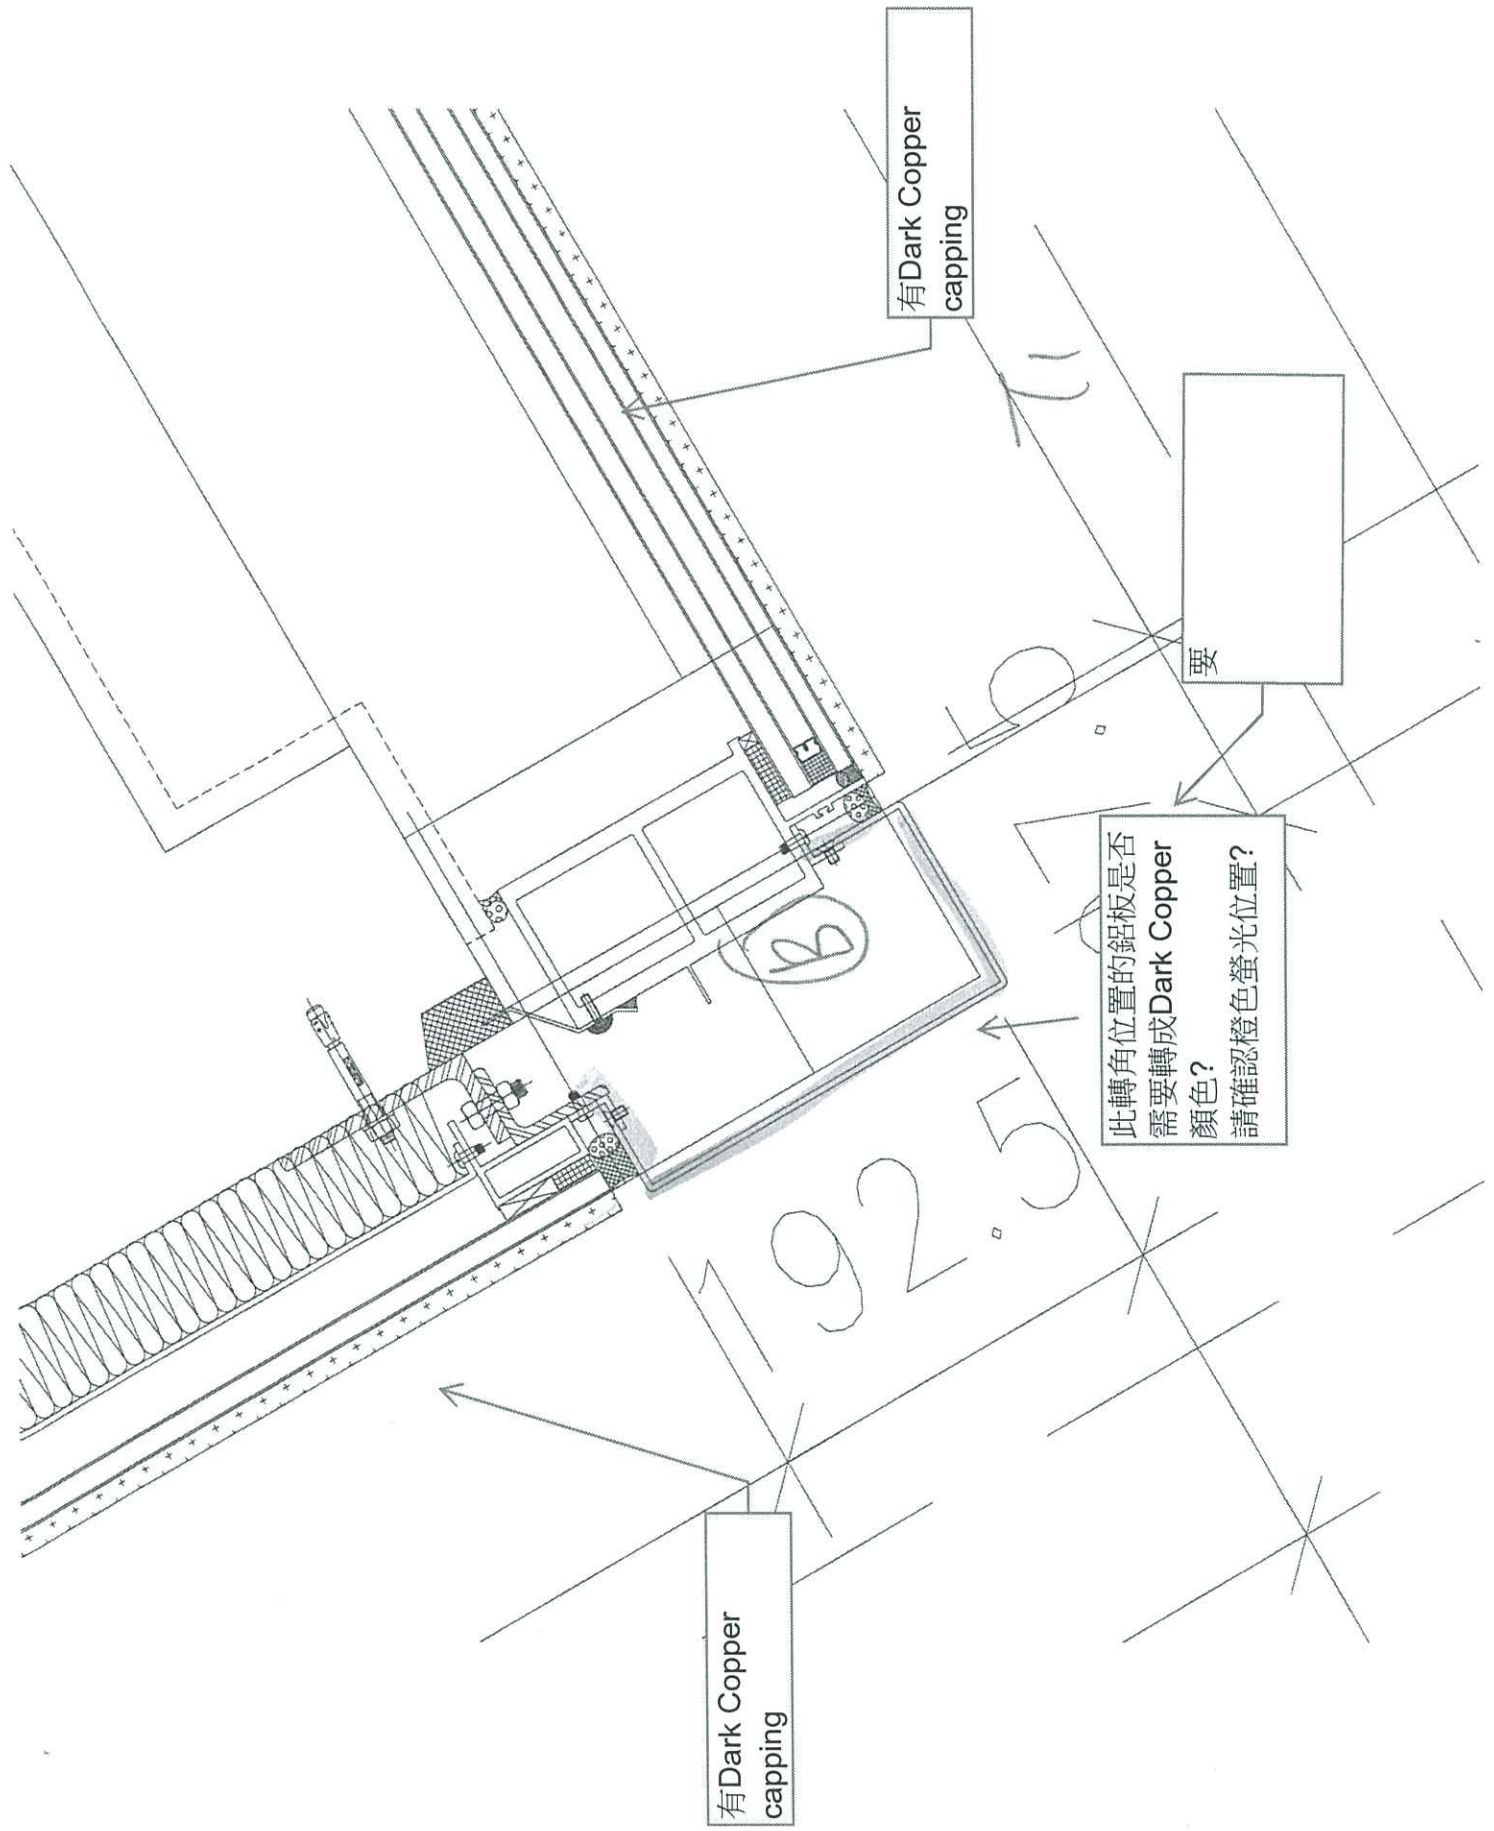 有Dark Copper
capping
有Dark Copper
capping
要
此轉角位置的鋁板是否
需要轉成Dark Copper
顏色?
請確認橙色螢光位置?
B
192.5